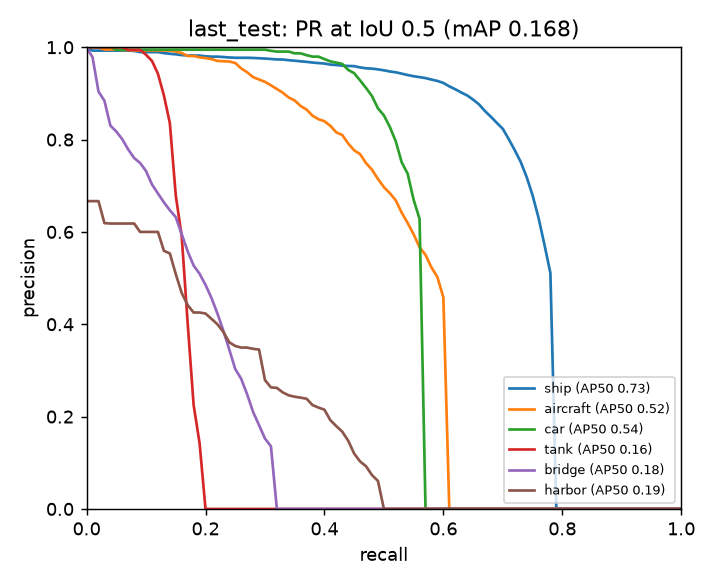 last_test: PR at IoU 0.5 (mAP 0.168)
1.0
0.8
0.6
0.4
0.2
0.0
precision
0.0 0.2 0.4 0.6 0.8 1.0
recall
ship (AP50 0.73)
aircraft (AP50 0.52)
car (AP50 0.54)
tank (AP50 0.16)
bridge (AP50 0.18)
harbor (AP50 0.19)